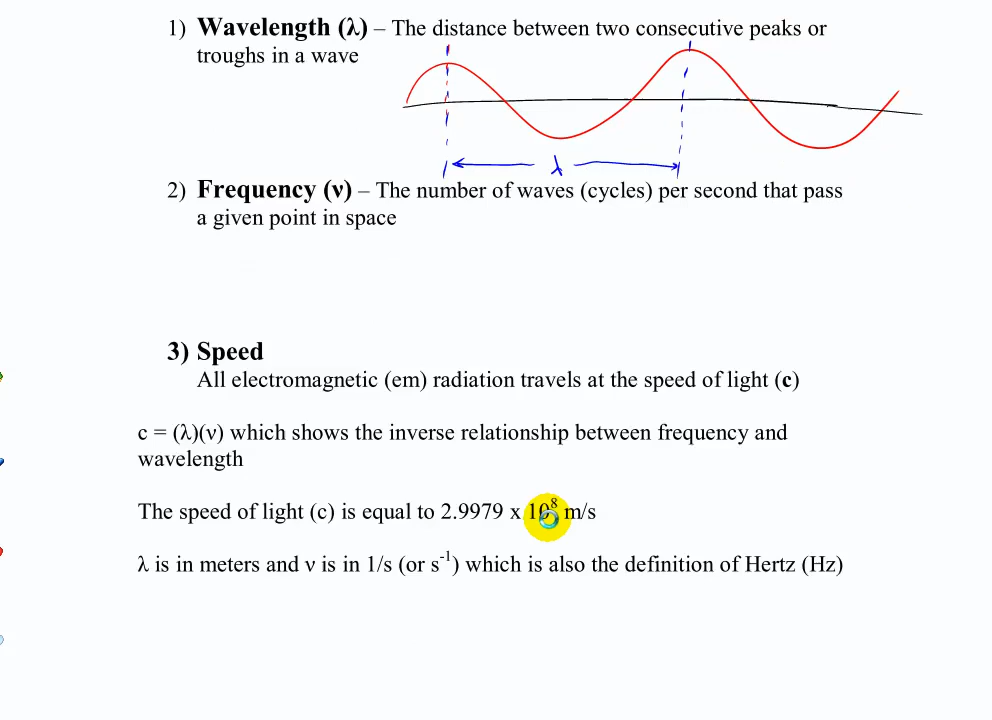 1) Wavelength (λ) – The distance between two consecutive peaks or
troughs in a wave
λ
2) Frequency (ν) – The number of waves (cycles) per second that pass
a given point in space
3) Speed
All electromagnetic (em) radiation travels at the speed of light (c)
c = (λ)(ν) which shows the inverse relationship between frequency and
wavelength
The speed of light (c) is equal to 2.9979 x 10⁸ m/s
λ is in meters and ν is in 1/s (or s⁻¹) which is also the definition of Hertz (Hz)